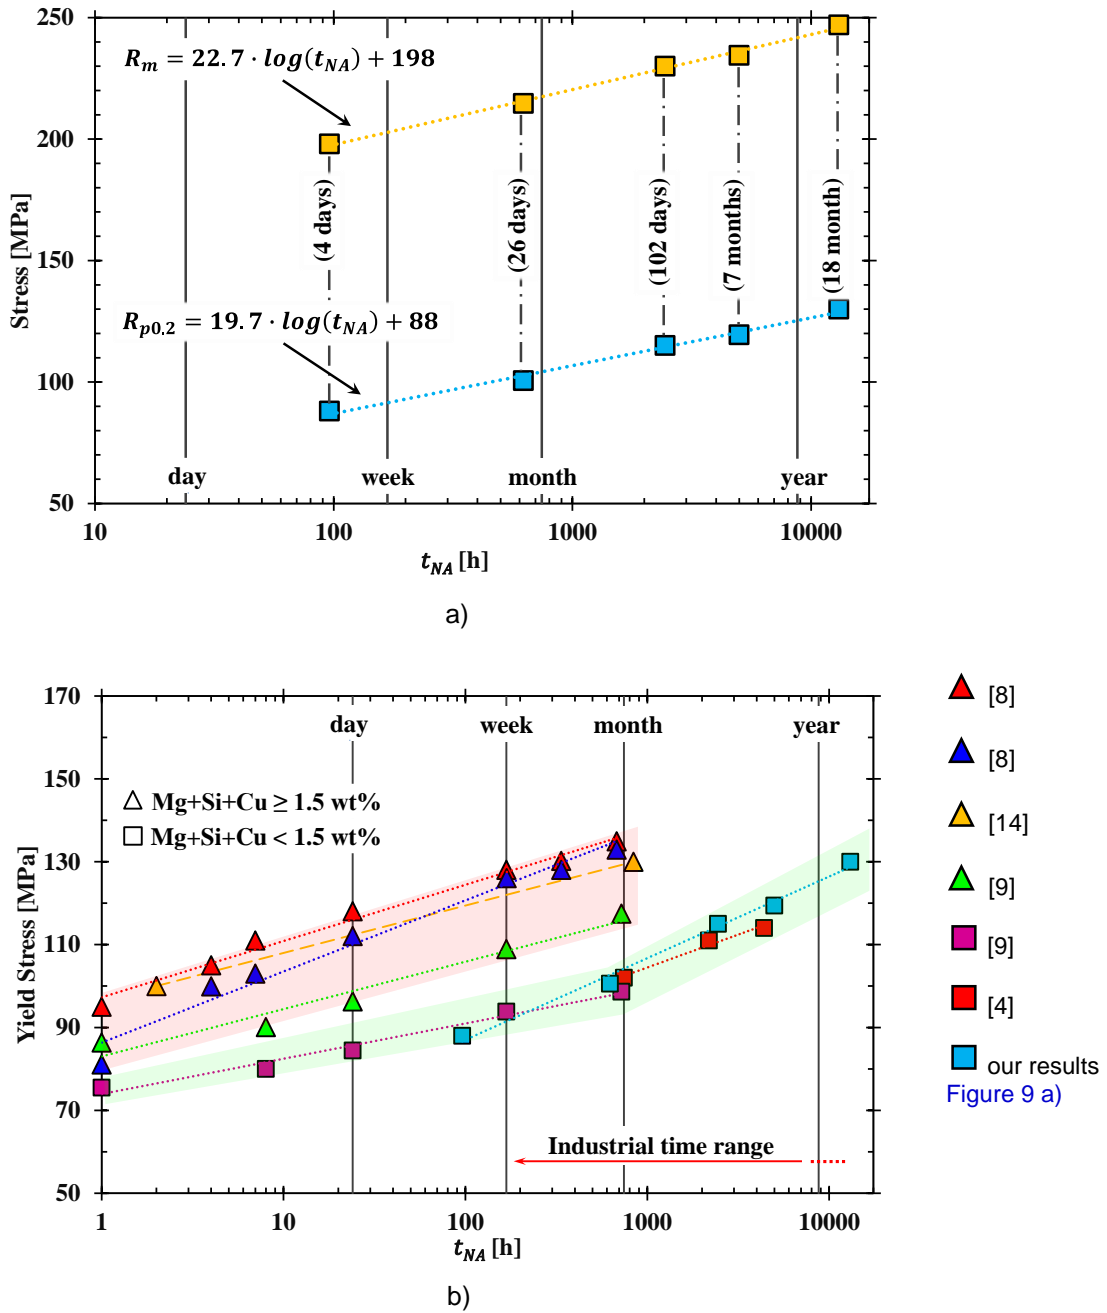 250
200
150
100
50
Stress [MPa]
R_m = 22.7 · log(t_NA) + 198
R_p0.2 = 19.7 · log(t_NA) + 88
(4 days)
(26 days)
(102 days)
(7 months)
(18 month)
day
week
month
year
10
100
1000
10000
t_NA [h]
a)
170
150
130
110
90
70
50
Yield Stress [MPa]
day
week
month
year
Mg+Si+Cu ≥ 1.5 wt%
Mg+Si+Cu < 1.5 wt%
Industrial time range
1
10
100
1000
10000
t_NA [h]
b)
[8]
[8]
[14]
[9]
[9]
[4]
our results
Figure 9 a)